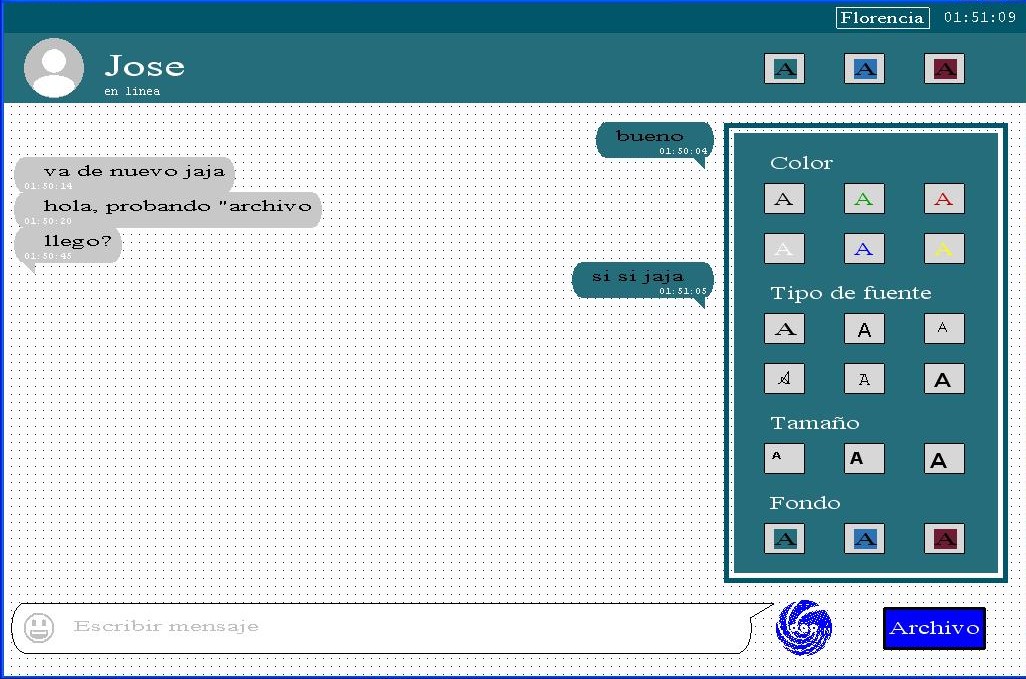 Florencia 01:51:09
Jose
en linea
A A A
bueno
01:50:04
va de nuevo jaja
01:50:14
hola, probando "archivo
01:50:20
llego?
01:50:45
si si jaja
01:51:05
Color
A A A
A A A
Tipo de fuente
A A A
A A A
Tamaño
A A A
Fondo
A A A
Escribir mensaje
Archivo